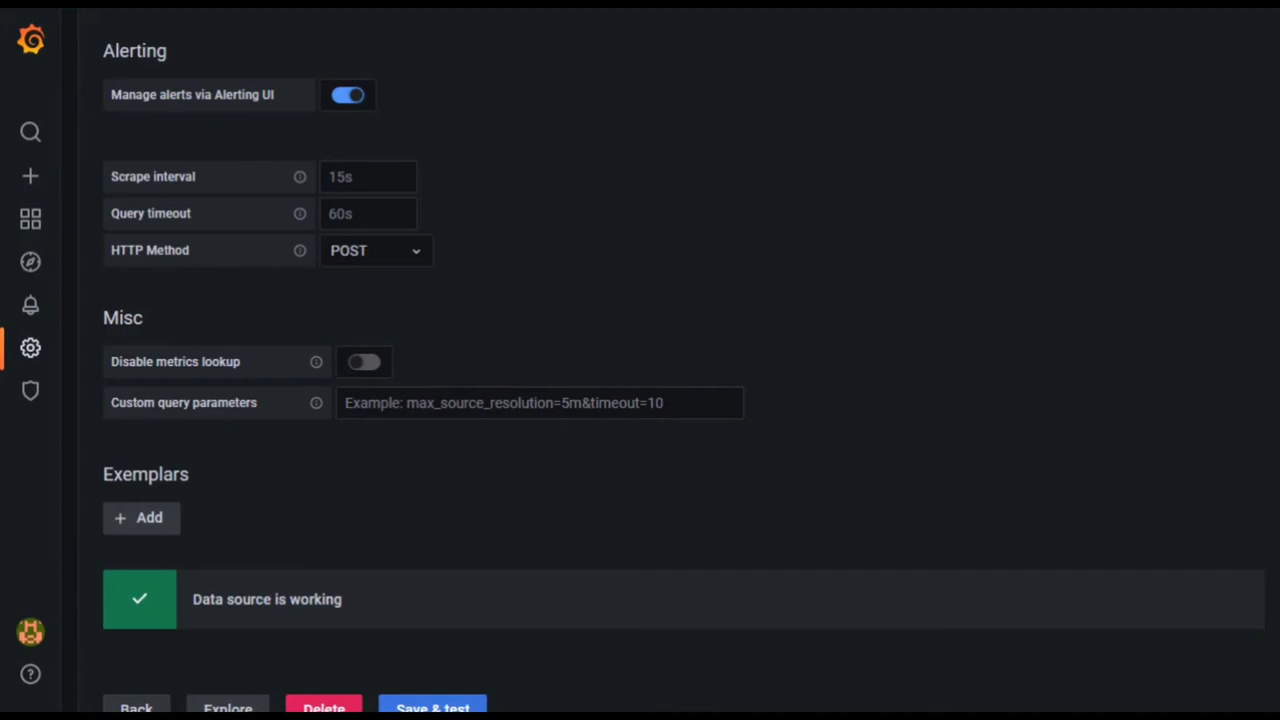 Alerting
Manage alerts via Alerting UI
Scrape interval 15s
Query timeout 60s
HTTP Method POST
Misc
Disable metrics lookup
Custom query parameters Example: max_source_resolution=5m&timeout=10
Exemplars
+ Add
Data source is working
Back Explore Delete Save & test